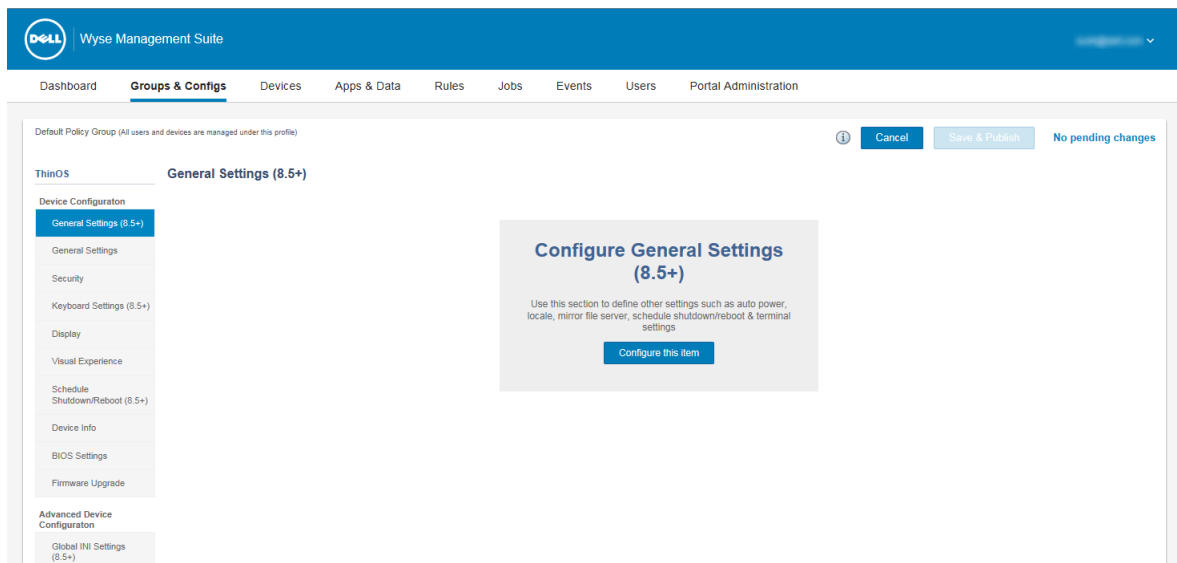 DELL
Wyse Management Suite
Dashboard
Groups & Configs
Devices
Apps & Data
Rules
Jobs
Events
Users
Portal Administration
Default Policy Group (All users and devices are managed under this profile)
i
Cancel
Save & Publish
No pending changes
ThinOS
General Settings (8.5+)
Device Configuraton
General Settings (8.5+)
General Settings
Security
Keyboard Settings (8.5+)
Display
Visual Experience
Schedule
Shutdown/Reboot (8.5+)
Device Info
BIOS Settings
Firmware Upgrade
Advanced Device
Configuraton
Global INI Settings
(8.5+)
Configure General Settings
(8.5+)
Use this section to define other settings such as auto power,
locale, mirror file server, schedule shutdown/reboot & terminal
settings
Configure this item